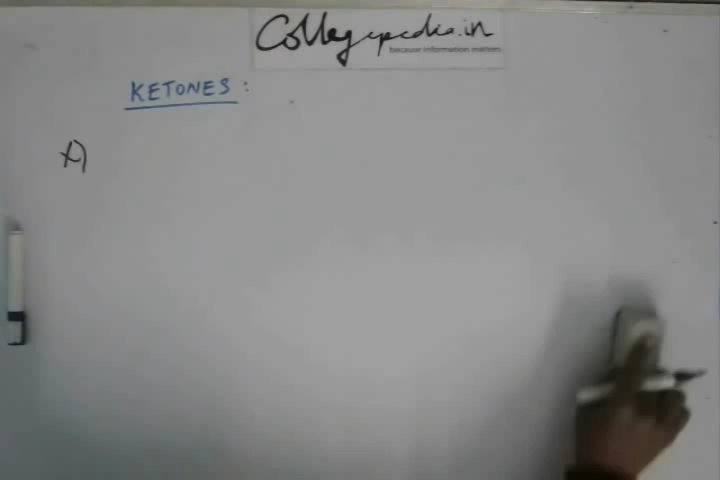 Collegepedia.in
because information matters
KETONES :
x)